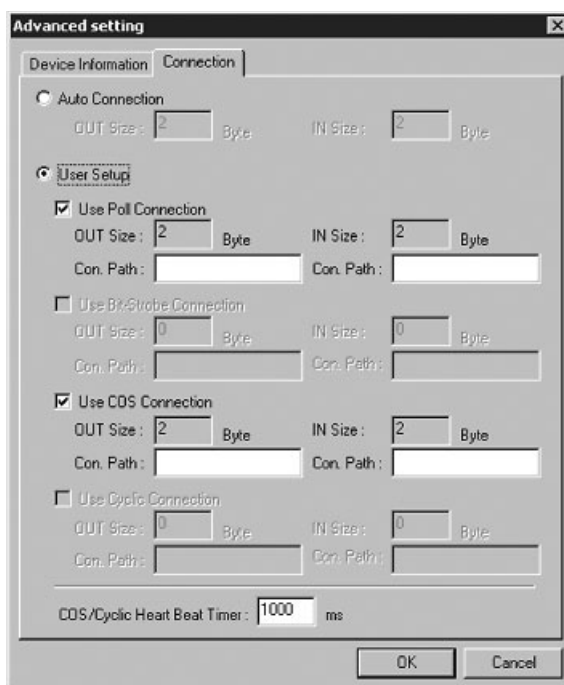 Advanced setting
Device Information Connection
Auto Connection
OUT Size : 2 Byte IN Size : 2 Byte
User Setup
Use Poll Connection
OUT Size : 2 Byte IN Size : 2 Byte
Con. Path : Con. Path :
Use Bit-Strobe Connection
OUT Size : 0 Byte IN Size : 0 Byte
Con. Path : Con. Path :
Use COS Connection
OUT Size : 2 Byte IN Size : 2 Byte
Con. Path : Con. Path :
Use Cyclic Connection
OUT Size : 0 Byte IN Size : 0 Byte
Con. Path : Con. Path :
COS/Cyclic Heart Beat Timer : 1000 ms
OK Cancel